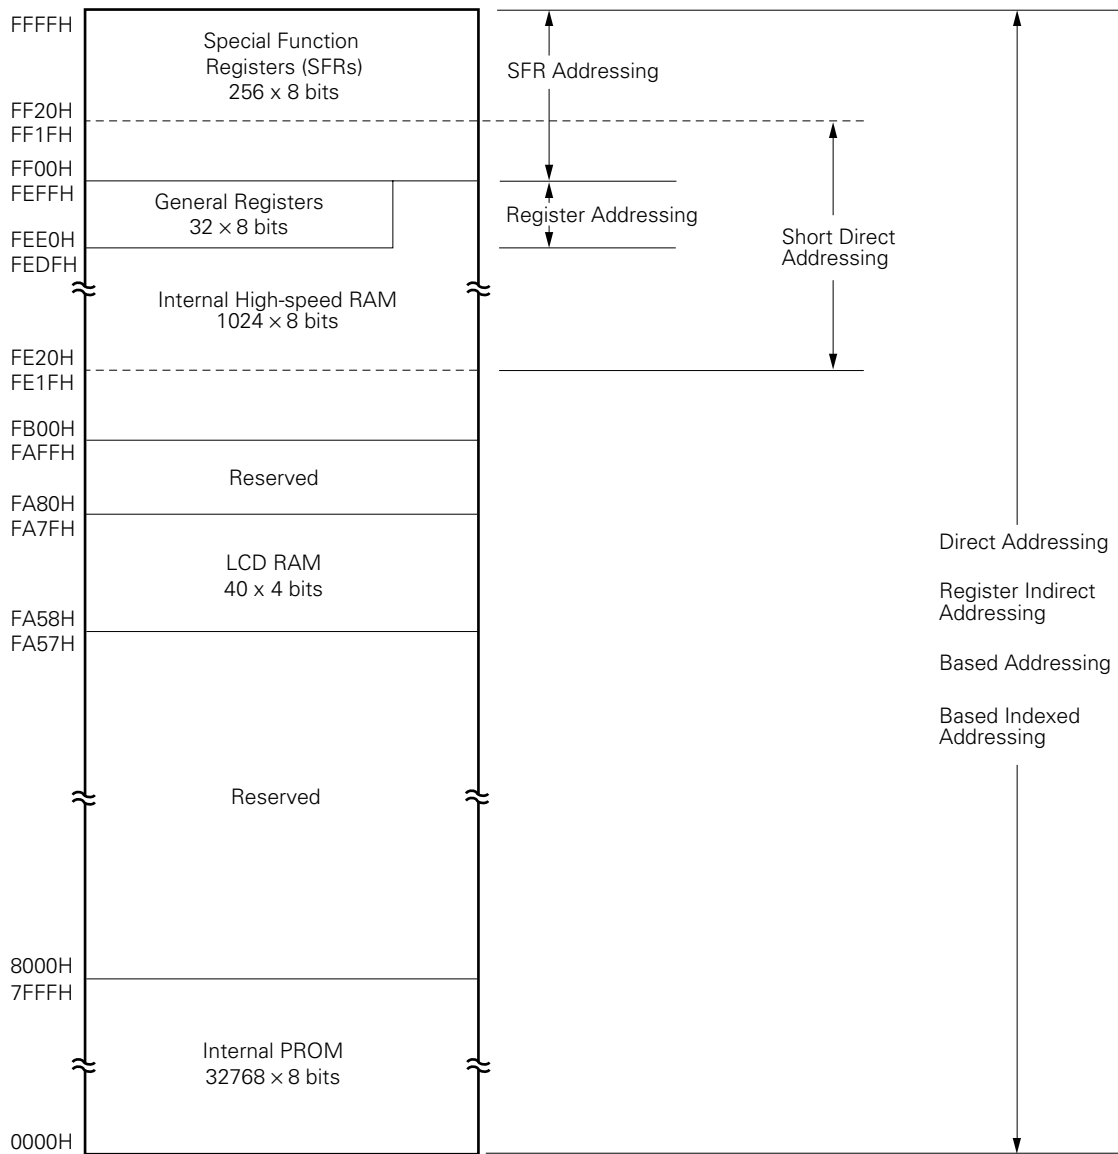 FFFFH
Special Function
Registers (SFRs)
256 x 8 bits
SFR Addressing
FF20H
FF1FH
FF00H
FEFFH
General Registers
32 × 8 bits
Register Addressing
FEE0H
FEDFH
Short Direct
Addressing
Internal High-speed RAM
1024 × 8 bits
FE20H
FE1FH
FB00H
FAFFH
Reserved
FA80H
FA7FH
LCD RAM
40 x 4 bits
FA58H
FA57H
Direct Addressing
Register Indirect
Addressing
Based Addressing
Based Indexed
Addressing
Reserved
8000H
7FFFH
Internal PROM
32768 × 8 bits
0000H